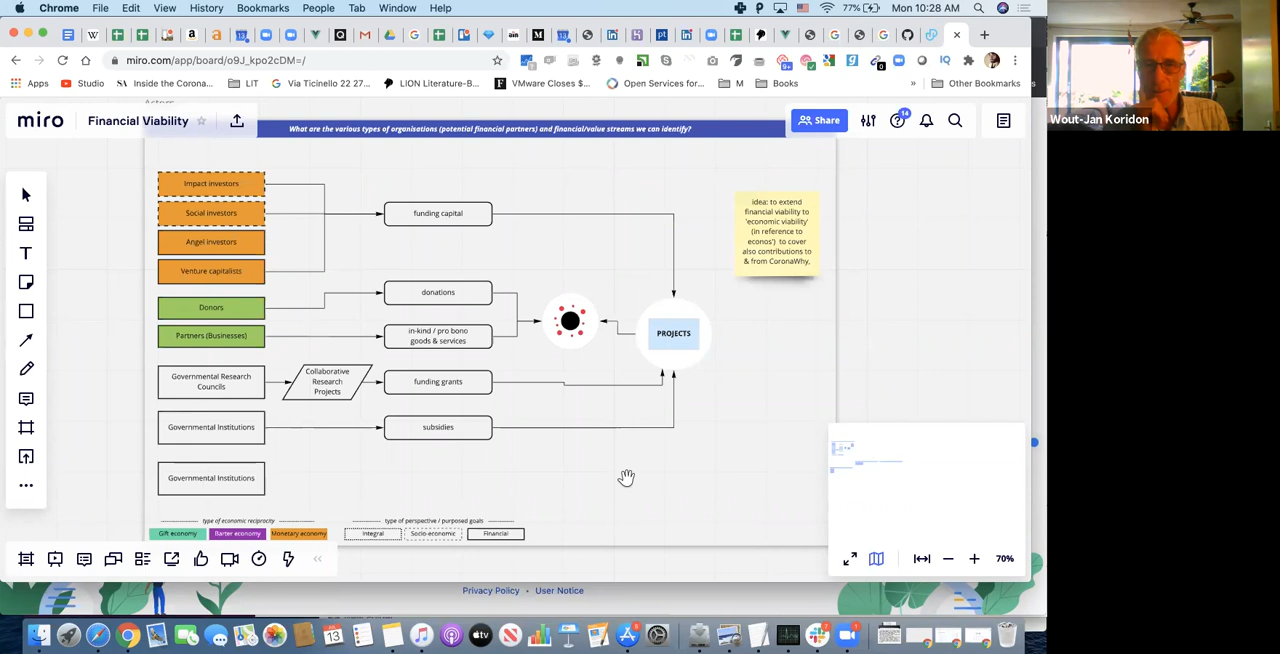 Chrome File Edit View History Bookmarks People Tab Window Help
77% Mon 10:28 AM
miro.com/app/board/o9J_kpo2cDM=/
Apps Studio Inside the Corona... LIT Via Ticinello 22 27... LION Literature-B... VMware Closes $... Open Services for... M Books » Other Bookmarks
Actors
miro Financial Viability Share 14
What are the various types of organisations (potential financial partners) and financial/value streams we can identify?
Impact investors
Social investors
Angel investors
Venture capitalists
Donors
Partners (Businesses)
Governmental Research
Councils
Governmental Institutions
Governmental Institutions
Collaborative
Research
Projects
funding capital
donations
in-kind / pro bono
goods & services
funding grants
subsidies
PROJECTS
idea: to extend
financial viability to
'economic viability'
(in reference to
econos') to cover
also contributions to
& from CoronaWhy,
type of economic reciprocity
Gift economy Barter economy Monetary economy
type of perspective / purposed goals
Integral Socio-economic Financial
70%
Privacy Policy • User Notice
Wout-Jan Koridon